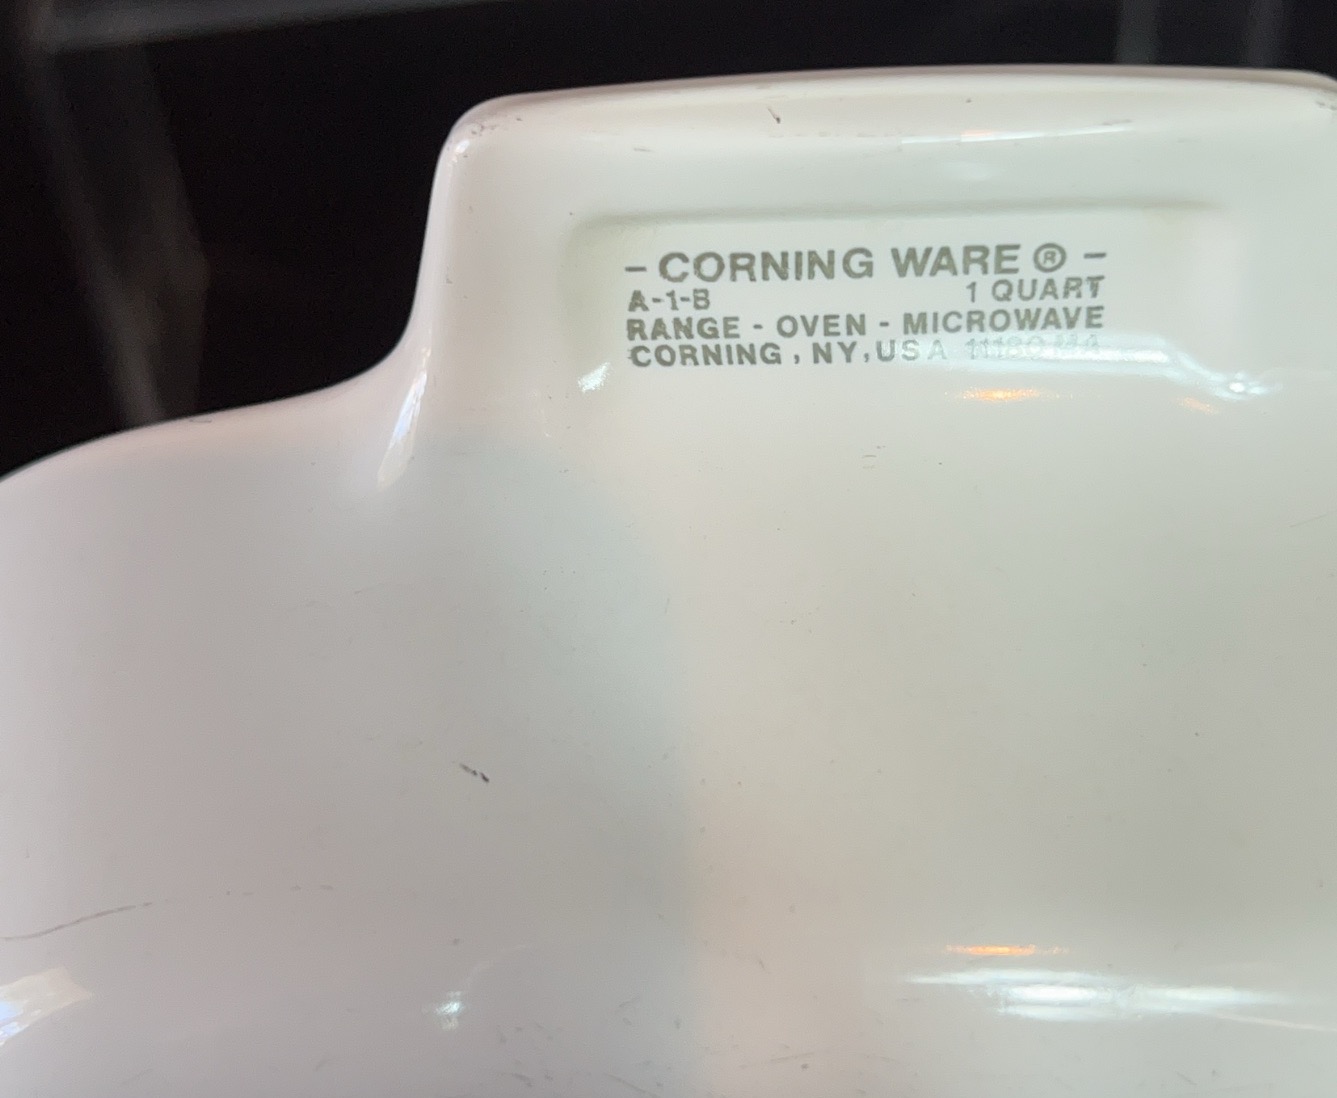 - CORNING WARE ® -
A-1-B 1 QUART
RANGE - OVEN - MICROWAVE
CORNING , NY, USA